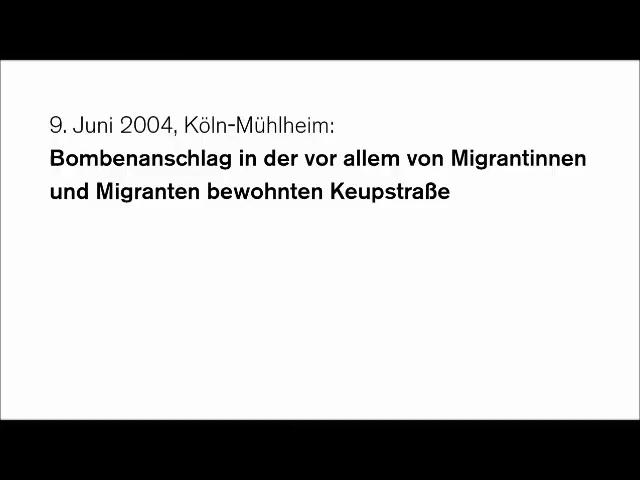 9. Juni 2004, Köln-Mühlheim:
Bombenanschlag in der vor allem von Migrantinnen
und Migranten bewohnten Keupstraße